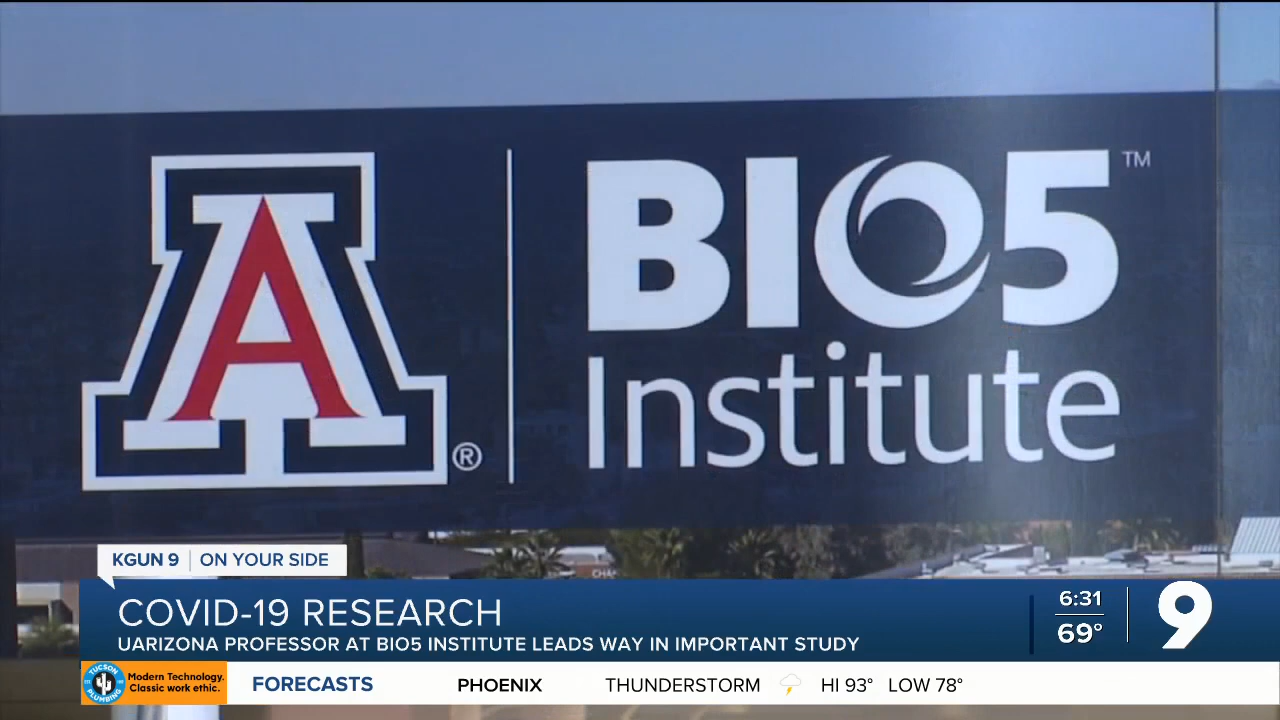 A ®
BIO5 ™
Institute
KGUN 9 | ON YOUR SIDE
COVID-19 RESEARCH
UARIZONA PROFESSOR AT BIO5 INSTITUTE LEADS WAY IN IMPORTANT STUDY
6:31
69°
9
TUCSON PLUMBING
Modern Technology.
Classic work ethic.
FORECASTS PHOENIX THUNDERSTORM HI 93° LOW 78°